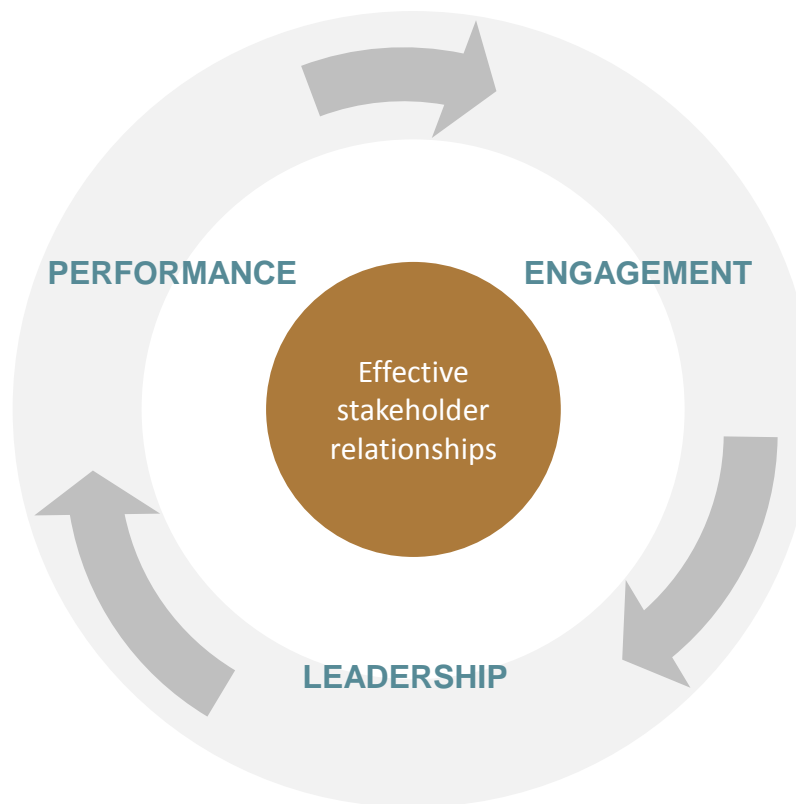 PERFORMANCE
ENGAGEMENT
Effective
stakeholder
relationships
LEADERSHIP